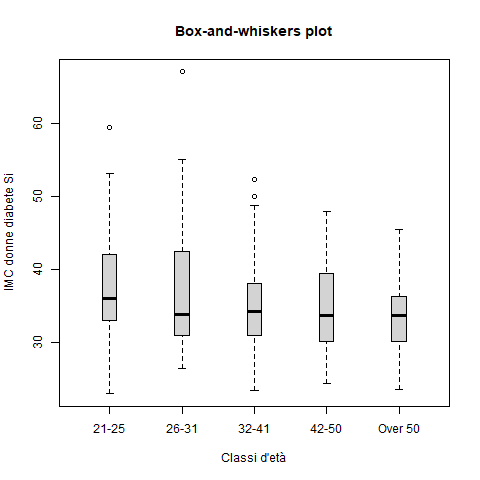 Box-and-whiskers plot
IMC donne diabete Si
60
50
40
30
21-25 26-31 32-41 42-50 Over 50
Classi d'età